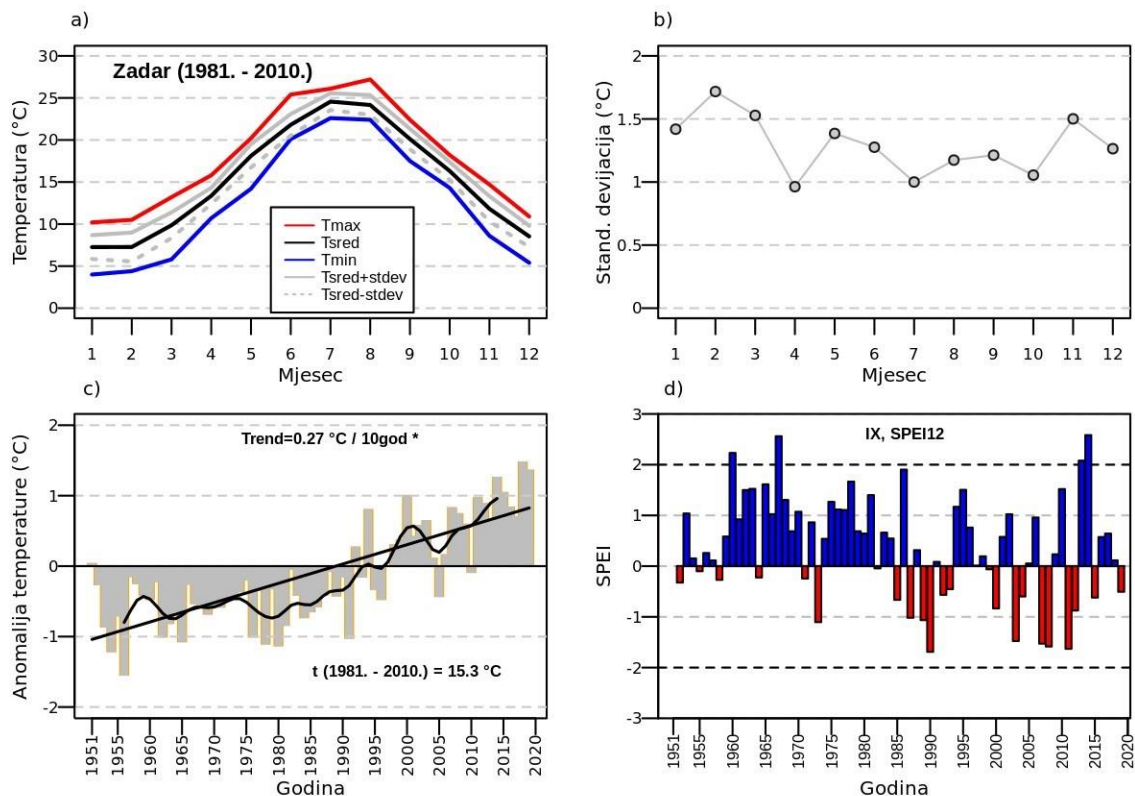 a)
Temperatura (°C)
30
25
20
15
10
5
0
Zadar (1981. - 2010.)
Tmax
Tsred
Tmin
Tsred+stdev
Tsred-stdev
1 2 3 4 5 6 7 8 9 10 11 12
Mjesec
b)
Stand. devijacija (°C)
2
1.5
1
0.5
0
1 2 3 4 5 6 7 8 9 10 11 12
Mjesec
c)
Anomalija temperature (°C)
2
1
0
-1
-2
Trend=0.27 °C / 10god *
t (1981. - 2010.) = 15.3 °C
1951 1955 1960 1965 1970 1975 1980 1985 1990 1995 2000 2005 2010 2015 2020
Godina
d)
SPEI
3
2
1
0
-1
-2
-3
IX, SPEI12
1951 1955 1960 1965 1970 1975 1980 1985 1990 1995 2000 2005 2010 2015 2020
Godina